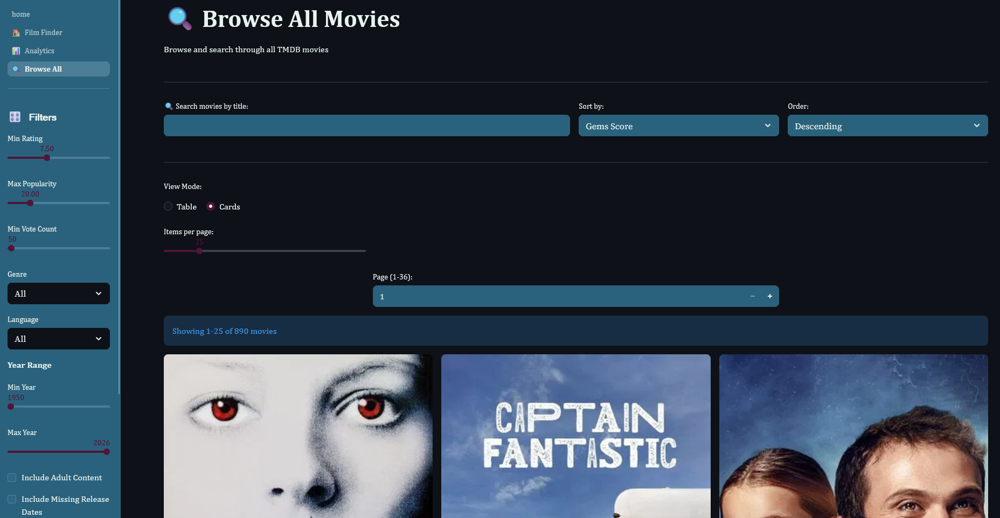 home
Film Finder
Analytics
Browse All
Filters
Min Rating
7.50
Max Popularity
20.00
Min Vote Count
50
Genre
All
Language
All
Year Range
Min Year
1950
Max Year
2026
Include Adult Content
Include Missing Release
Dates
Browse All Movies
Browse and search through all TMDB movies
Search movies by title:
Sort by:
Order:
Gems Score
Descending
View Mode:
Table
Cards
Items per page:
25
Page (1-36):
1
Showing 1-25 of 890 movies
CAPTAIN
FANTASTIC